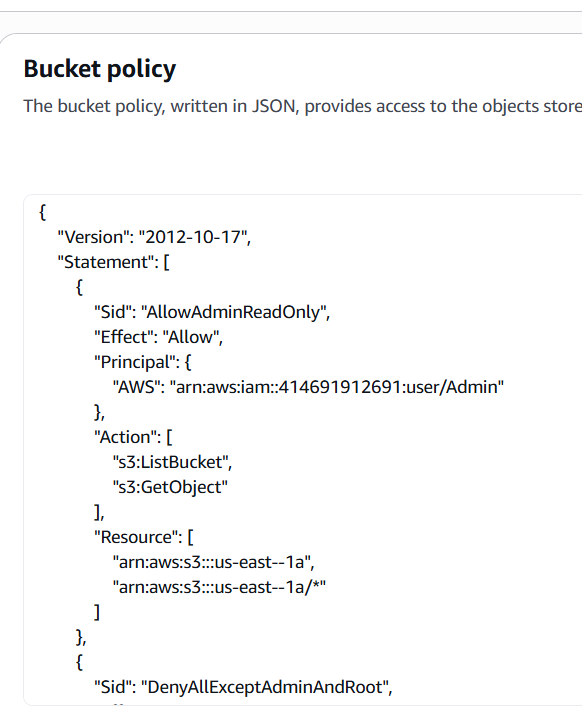 Bucket policy
The bucket policy, written in JSON, provides access to the objects store
{
"Version": "2012-10-17",
"Statement": [
{
"Sid": "AllowAdminReadOnly",
"Effect": "Allow",
"Principal": {
"AWS": "arn:aws:iam::414691912691:user/Admin"
},
"Action": [
"s3:ListBucket",
"s3:GetObject"
],
"Resource": [
"arn:aws:s3:::us-east--1a",
"arn:aws:s3:::us-east--1a/*"
]
},
{
"Sid": "DenyAllExceptAdminAndRoot",